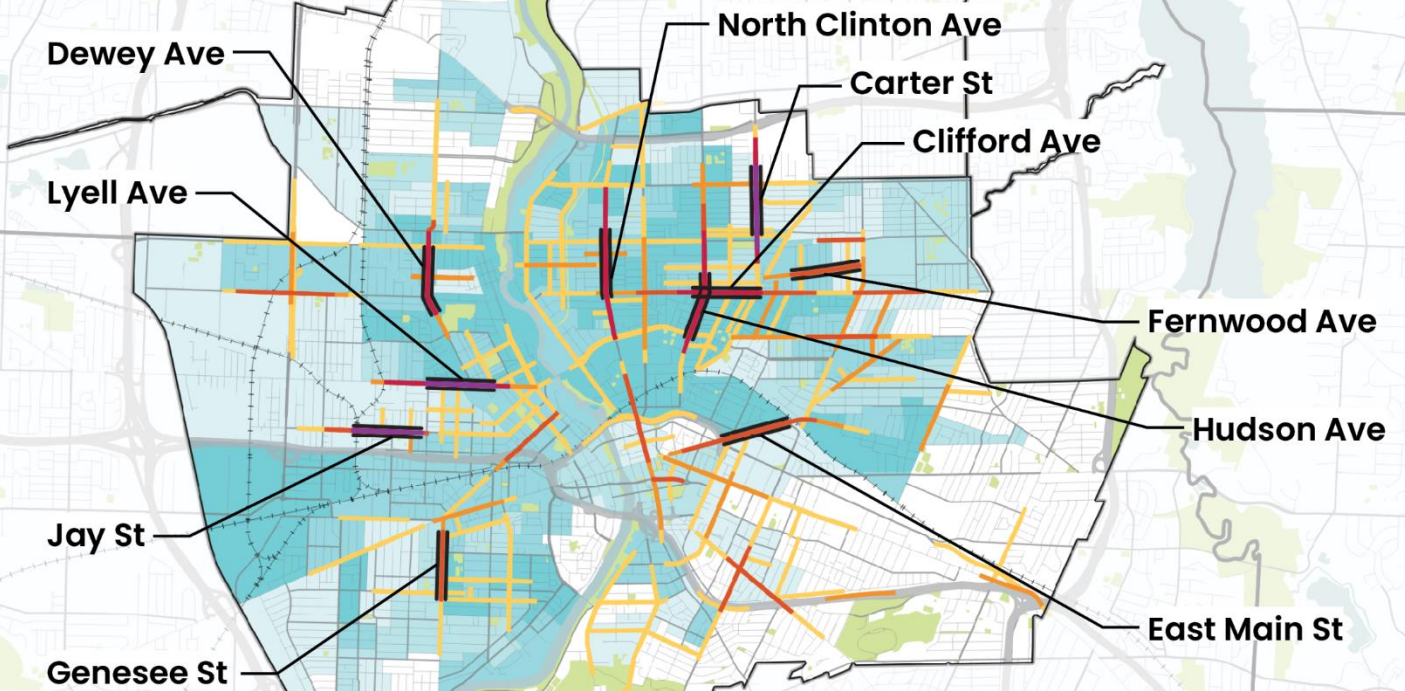 North Clinton Ave
Dewey Ave
Carter St
Clifford Ave
Lyell Ave
Fernwood Ave
Hudson Ave
Jay St
East Main St
Genesee St